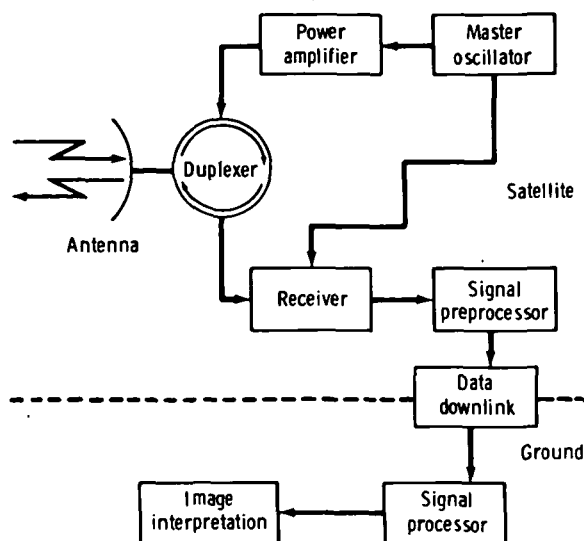 Power
amplifier
Master
oscillator
Duplexer
Satellite
Antenna
Receiver
Signal
preprocessor
Data
downlink
Ground
Image
interpretation
Signal
processor